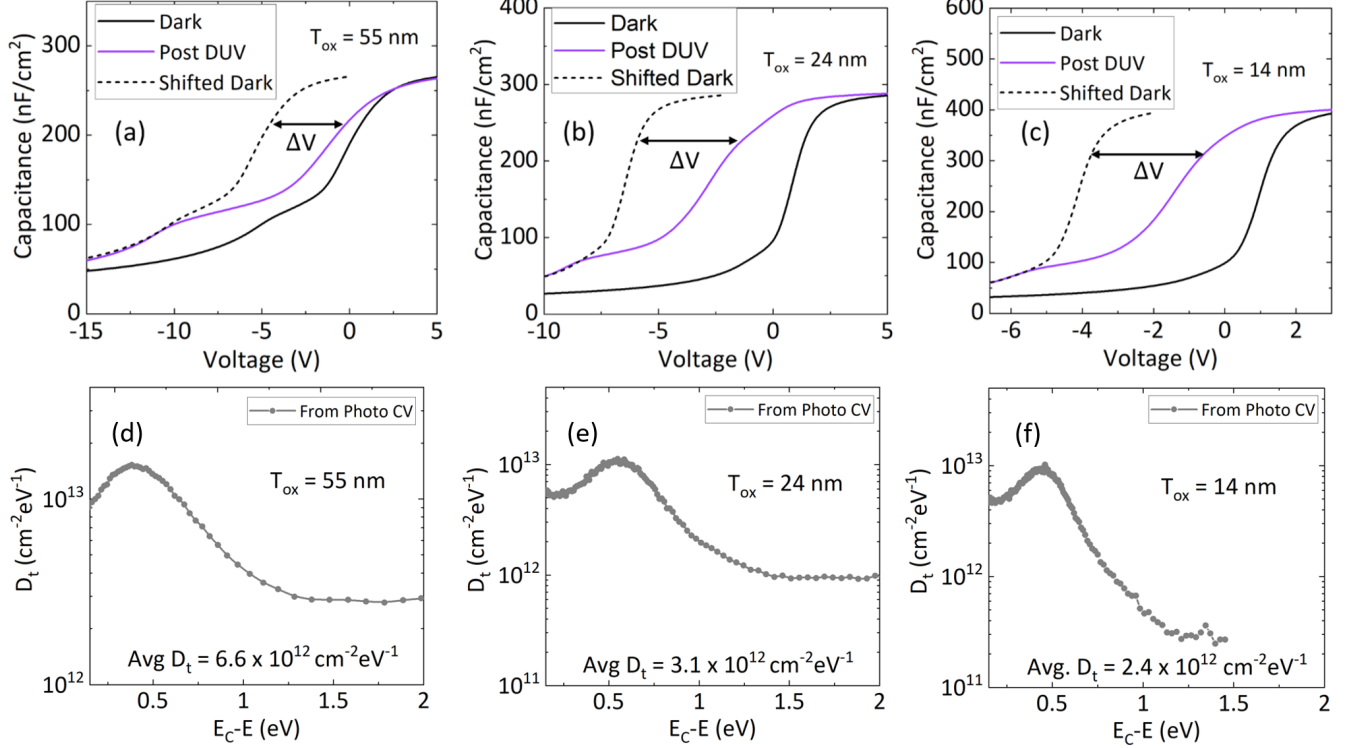 Dark
Post DUV
Shifted Dark
T_ox = 55 nm
(a)
ΔV
Capacitance (nF/cm²)
300
200
100
0
-15
-10
-5
0
5
Voltage (V)
400
Dark
Post DUV
Shifted Dark
T_ox = 24 nm
(b)
ΔV
Capacitance (nF/cm²)
300
200
100
0
-10
-5
0
5
Voltage (V)
600
Dark
Post DUV
Shifted Dark
T_ox = 14 nm
(c)
ΔV
Capacitance (nF/cm²)
500
400
300
200
100
0
-6
-4
-2
0
2
Voltage (V)
(d)
From Photo CV
T_ox = 55 nm
D_t (cm⁻²eV⁻¹)
10¹³
10¹²
Avg D_t = 6.6 x 10¹² cm⁻²eV⁻¹
0.5
1
1.5
2
E_C-E (eV)
(e)
From Photo CV
T_ox = 24 nm
D_t (cm⁻²eV⁻¹)
10¹³
10¹²
10¹¹
Avg D_t = 3.1 x 10¹² cm⁻²eV⁻¹
0.5
1
1.5
2
E_C-E (eV)
(f)
From Photo CV
T_ox = 14 nm
D_t (cm⁻²eV⁻¹)
10¹³
10¹²
10¹¹
Avg. D_t = 2.4 x 10¹² cm⁻²eV⁻¹
0.5
1
1.5
2
E_C-E (eV)